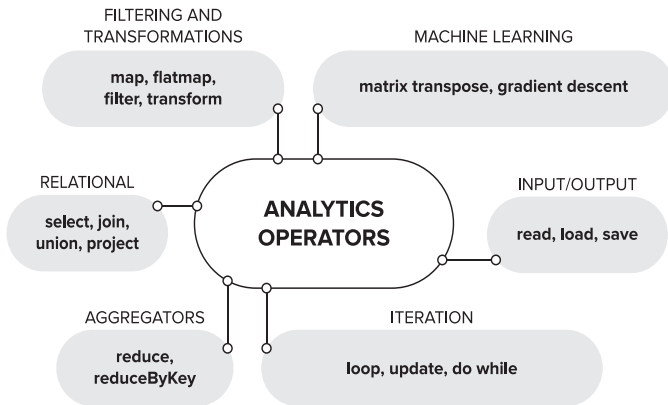 FILTERING AND
TRANSFORMATIONS
map, flatmap,
filter, transform
MACHINE LEARNING
matrix transpose, gradient descent
RELATIONAL
select, join,
union, project
ANALYTICS
OPERATORS
INPUT/OUTPUT
read, load, save
AGGREGATORS
reduce,
reduceByKey
ITERATION
loop, update, do while